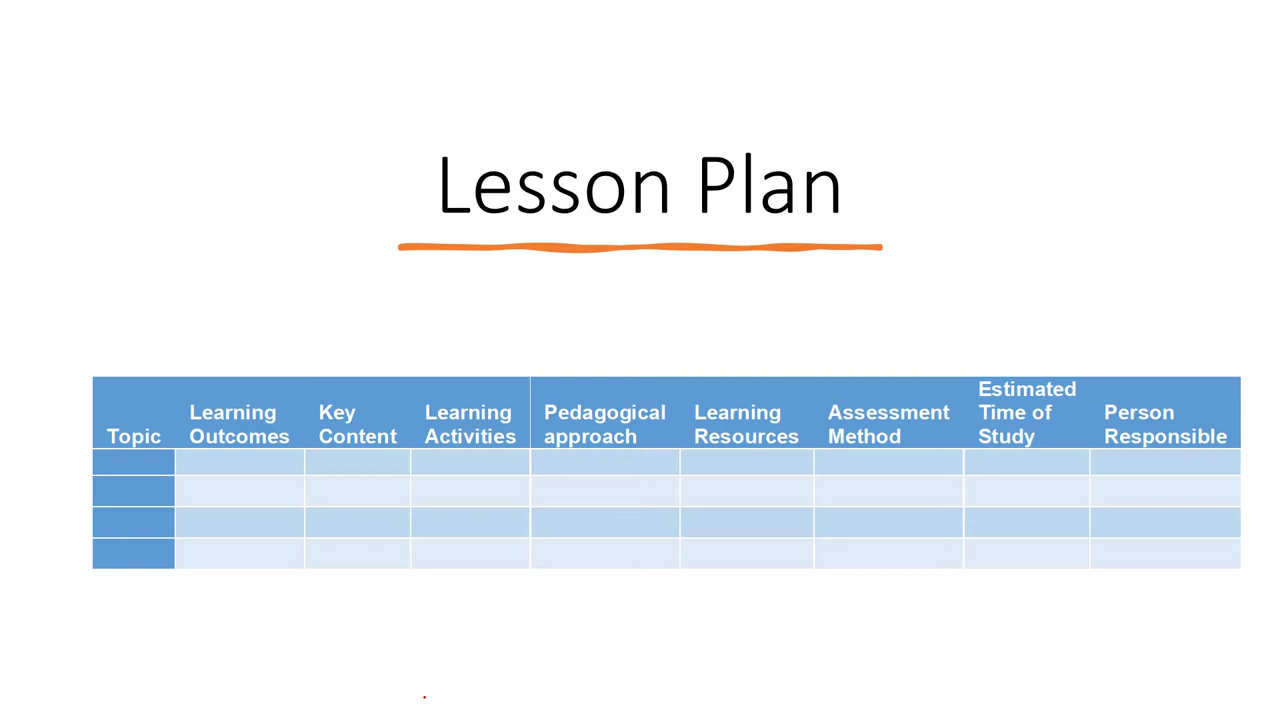 Lesson Plan
Topic
Learning
Outcomes
Key
Content
Learning
Activities
Pedagogical
approach
Learning
Resources
Assessment
Method
Estimated
Time of
Study
Person
Responsible